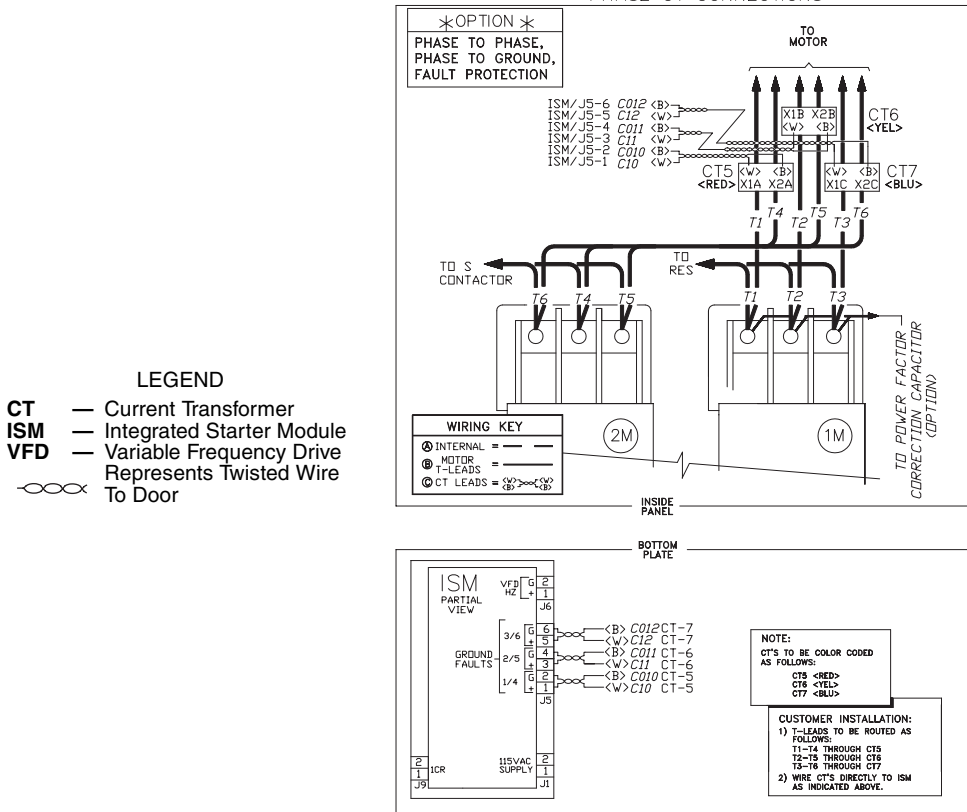 ✳OPTION✳
PHASE TO PHASE,
PHASE TO GROUND,
FAULT PROTECTION
TO
MOTOR
ISM/J5-6 C012 <B>
ISM/J5-5 C12 <W>
ISM/J5-4 C011 <B>
ISM/J5-3 C11 <W>
ISM/J5-2 C010 <B>
ISM/J5-1 C10 <W>
X1B X2B
<W> <B>
CT6
<YEL>
CT5
<RED>
<W> <B>
X1A X2A
<W> <B>
X1C X2C
CT7
<BLU>
T1 T4 T2 T5 T3 T6
TO S
CONTACTOR
TO
RES
T6 T4 T5
T1 T2 T3
TO POWER FACTOR
CORRECTION CAPACITOR
(OPTION)
2M
1M
WIRING KEY
Ⓐ INTERNAL =
Ⓑ MOTOR
T-LEADS =
Ⓒ CT LEADS = <W> <W>
<B> <B>
INSIDE
PANEL
LEGEND
CT — Current Transformer
ISM — Integrated Starter Module
VFD — Variable Frequency Drive
Represents Twisted Wire
To Door
BOTTOM
PLATE
ISM
PARTIAL
VIEW
VFD
HZ
G 2
+ 1
J6
GROUND
FAULTS
3/6 G 6
+ 5
2/5 G 4
+ 3
1/4 G 2
+ 1
J5
<B> C012 CT-7
<W> C12 CT-7
<B> C011 CT-6
<W> C11 CT-6
<B> C010 CT-5
<W> C10 CT-5
2
1
1CR
J9
115VAC
SUPPLY
2
1
J1
NOTE:
CT'S TO BE COLOR CODED
AS FOLLOWS:
CT5 <RED>
CT6 <YEL>
CT7 <BLU>
CUSTOMER INSTALLATION:
1) T-LEADS TO BE ROUTED AS
FOLLOWS:
T1-T4 THROUGH CT5
T2-T5 THROUGH CT6
T3-T6 THROUGH CT7
2) WIRE CT'S DIRECTLY TO ISM
AS INDICATED ABOVE.